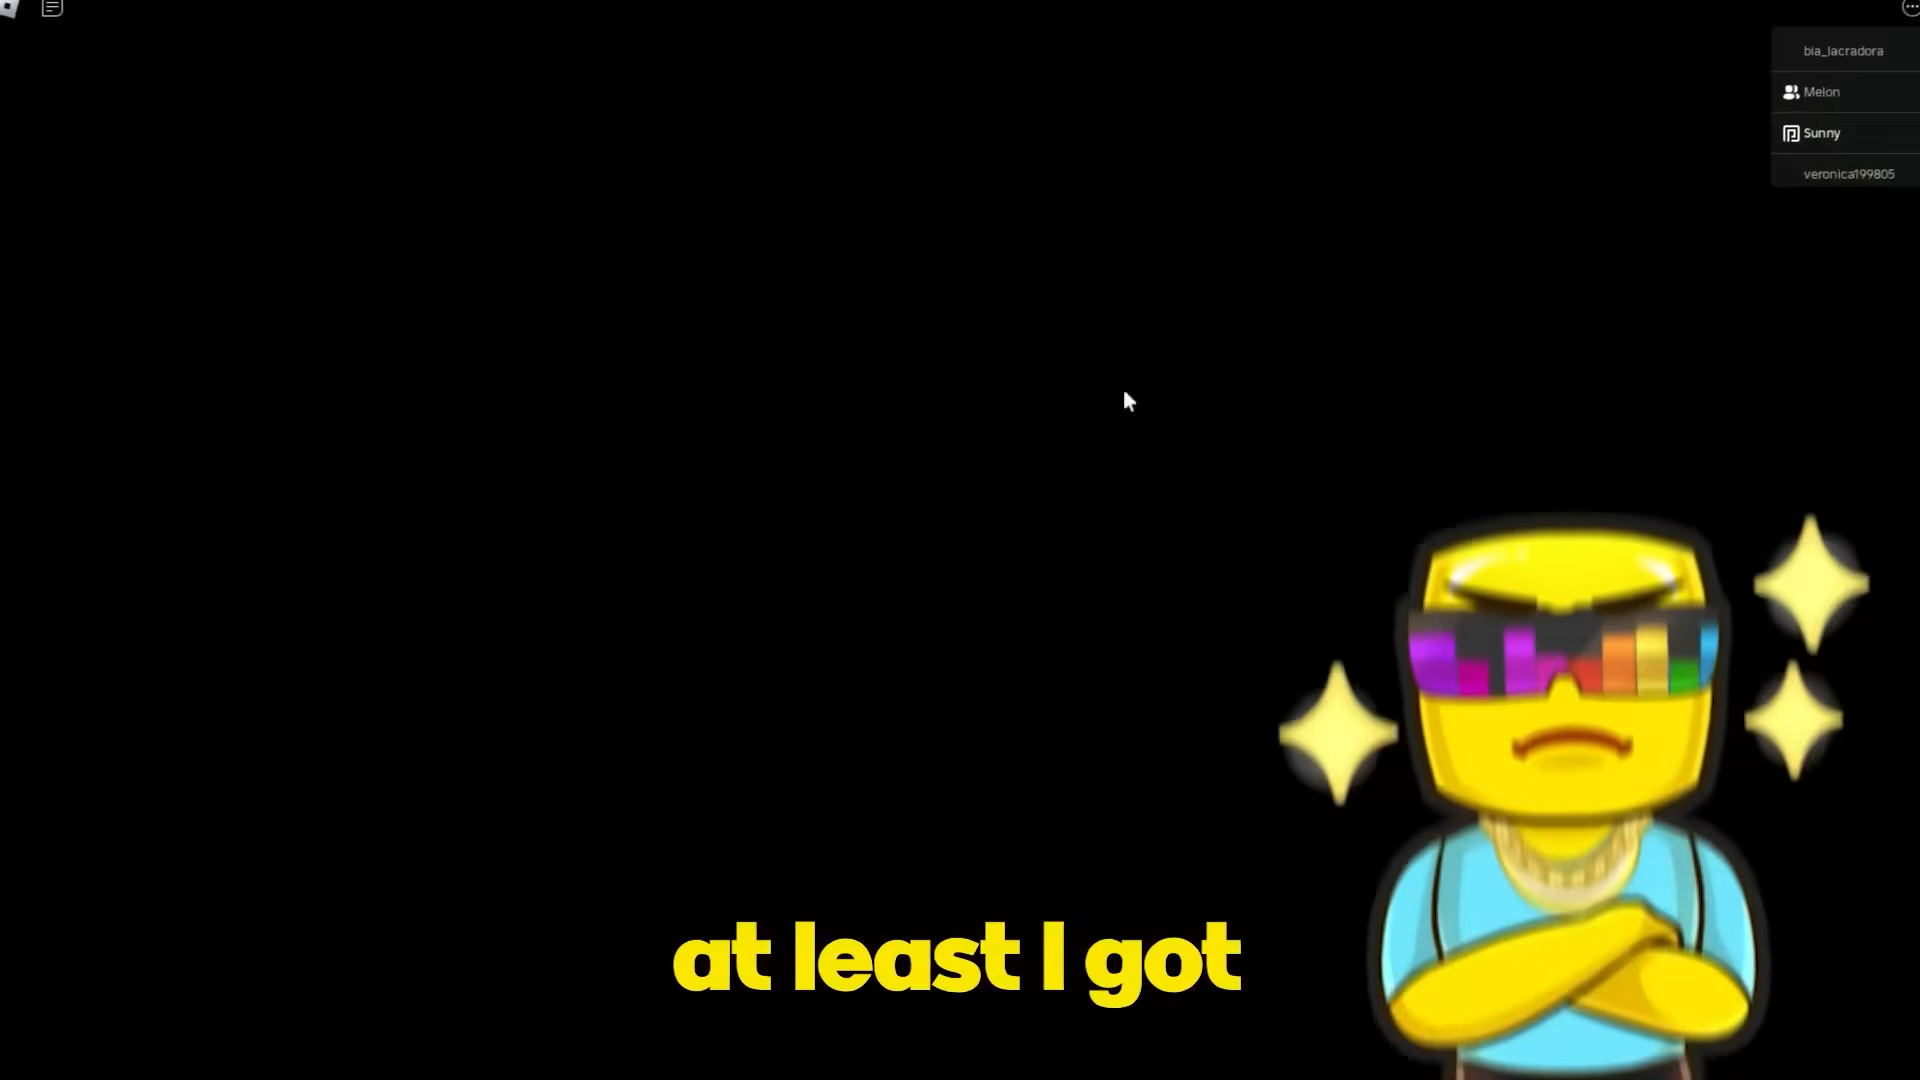 bia_lacradora
Melon
Sunny
veronica199805
at least I got